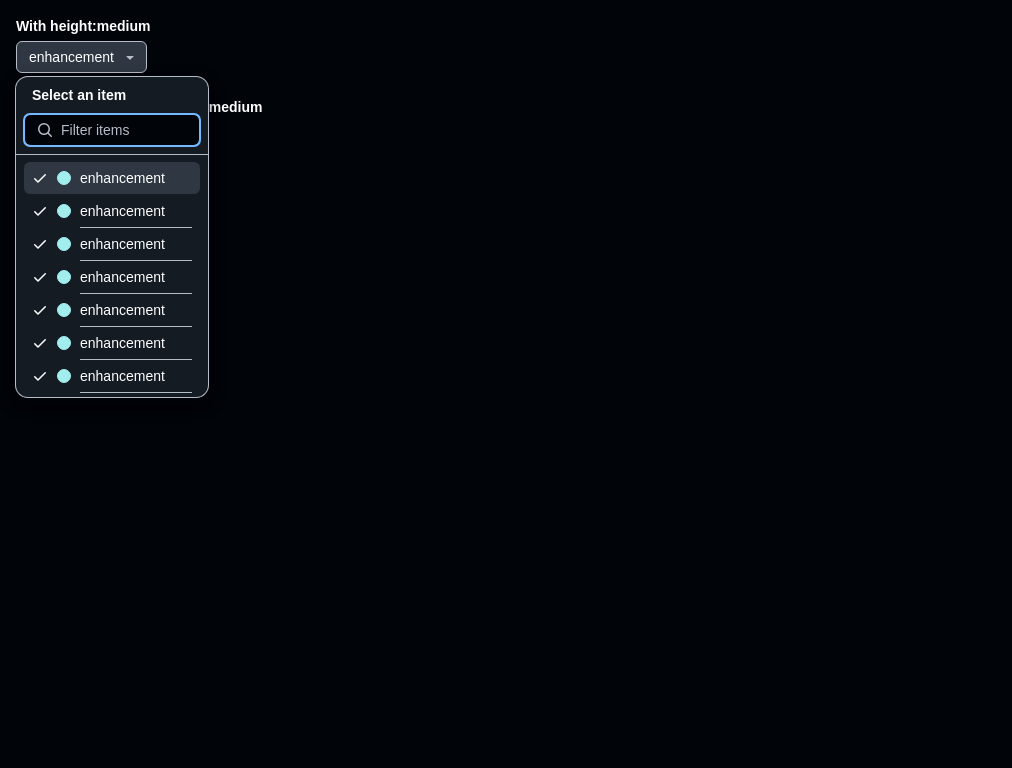 With height:medium
enhancement
Select an item
medium
Filter items
enhancement
enhancement
enhancement
enhancement
enhancement
enhancement
enhancement